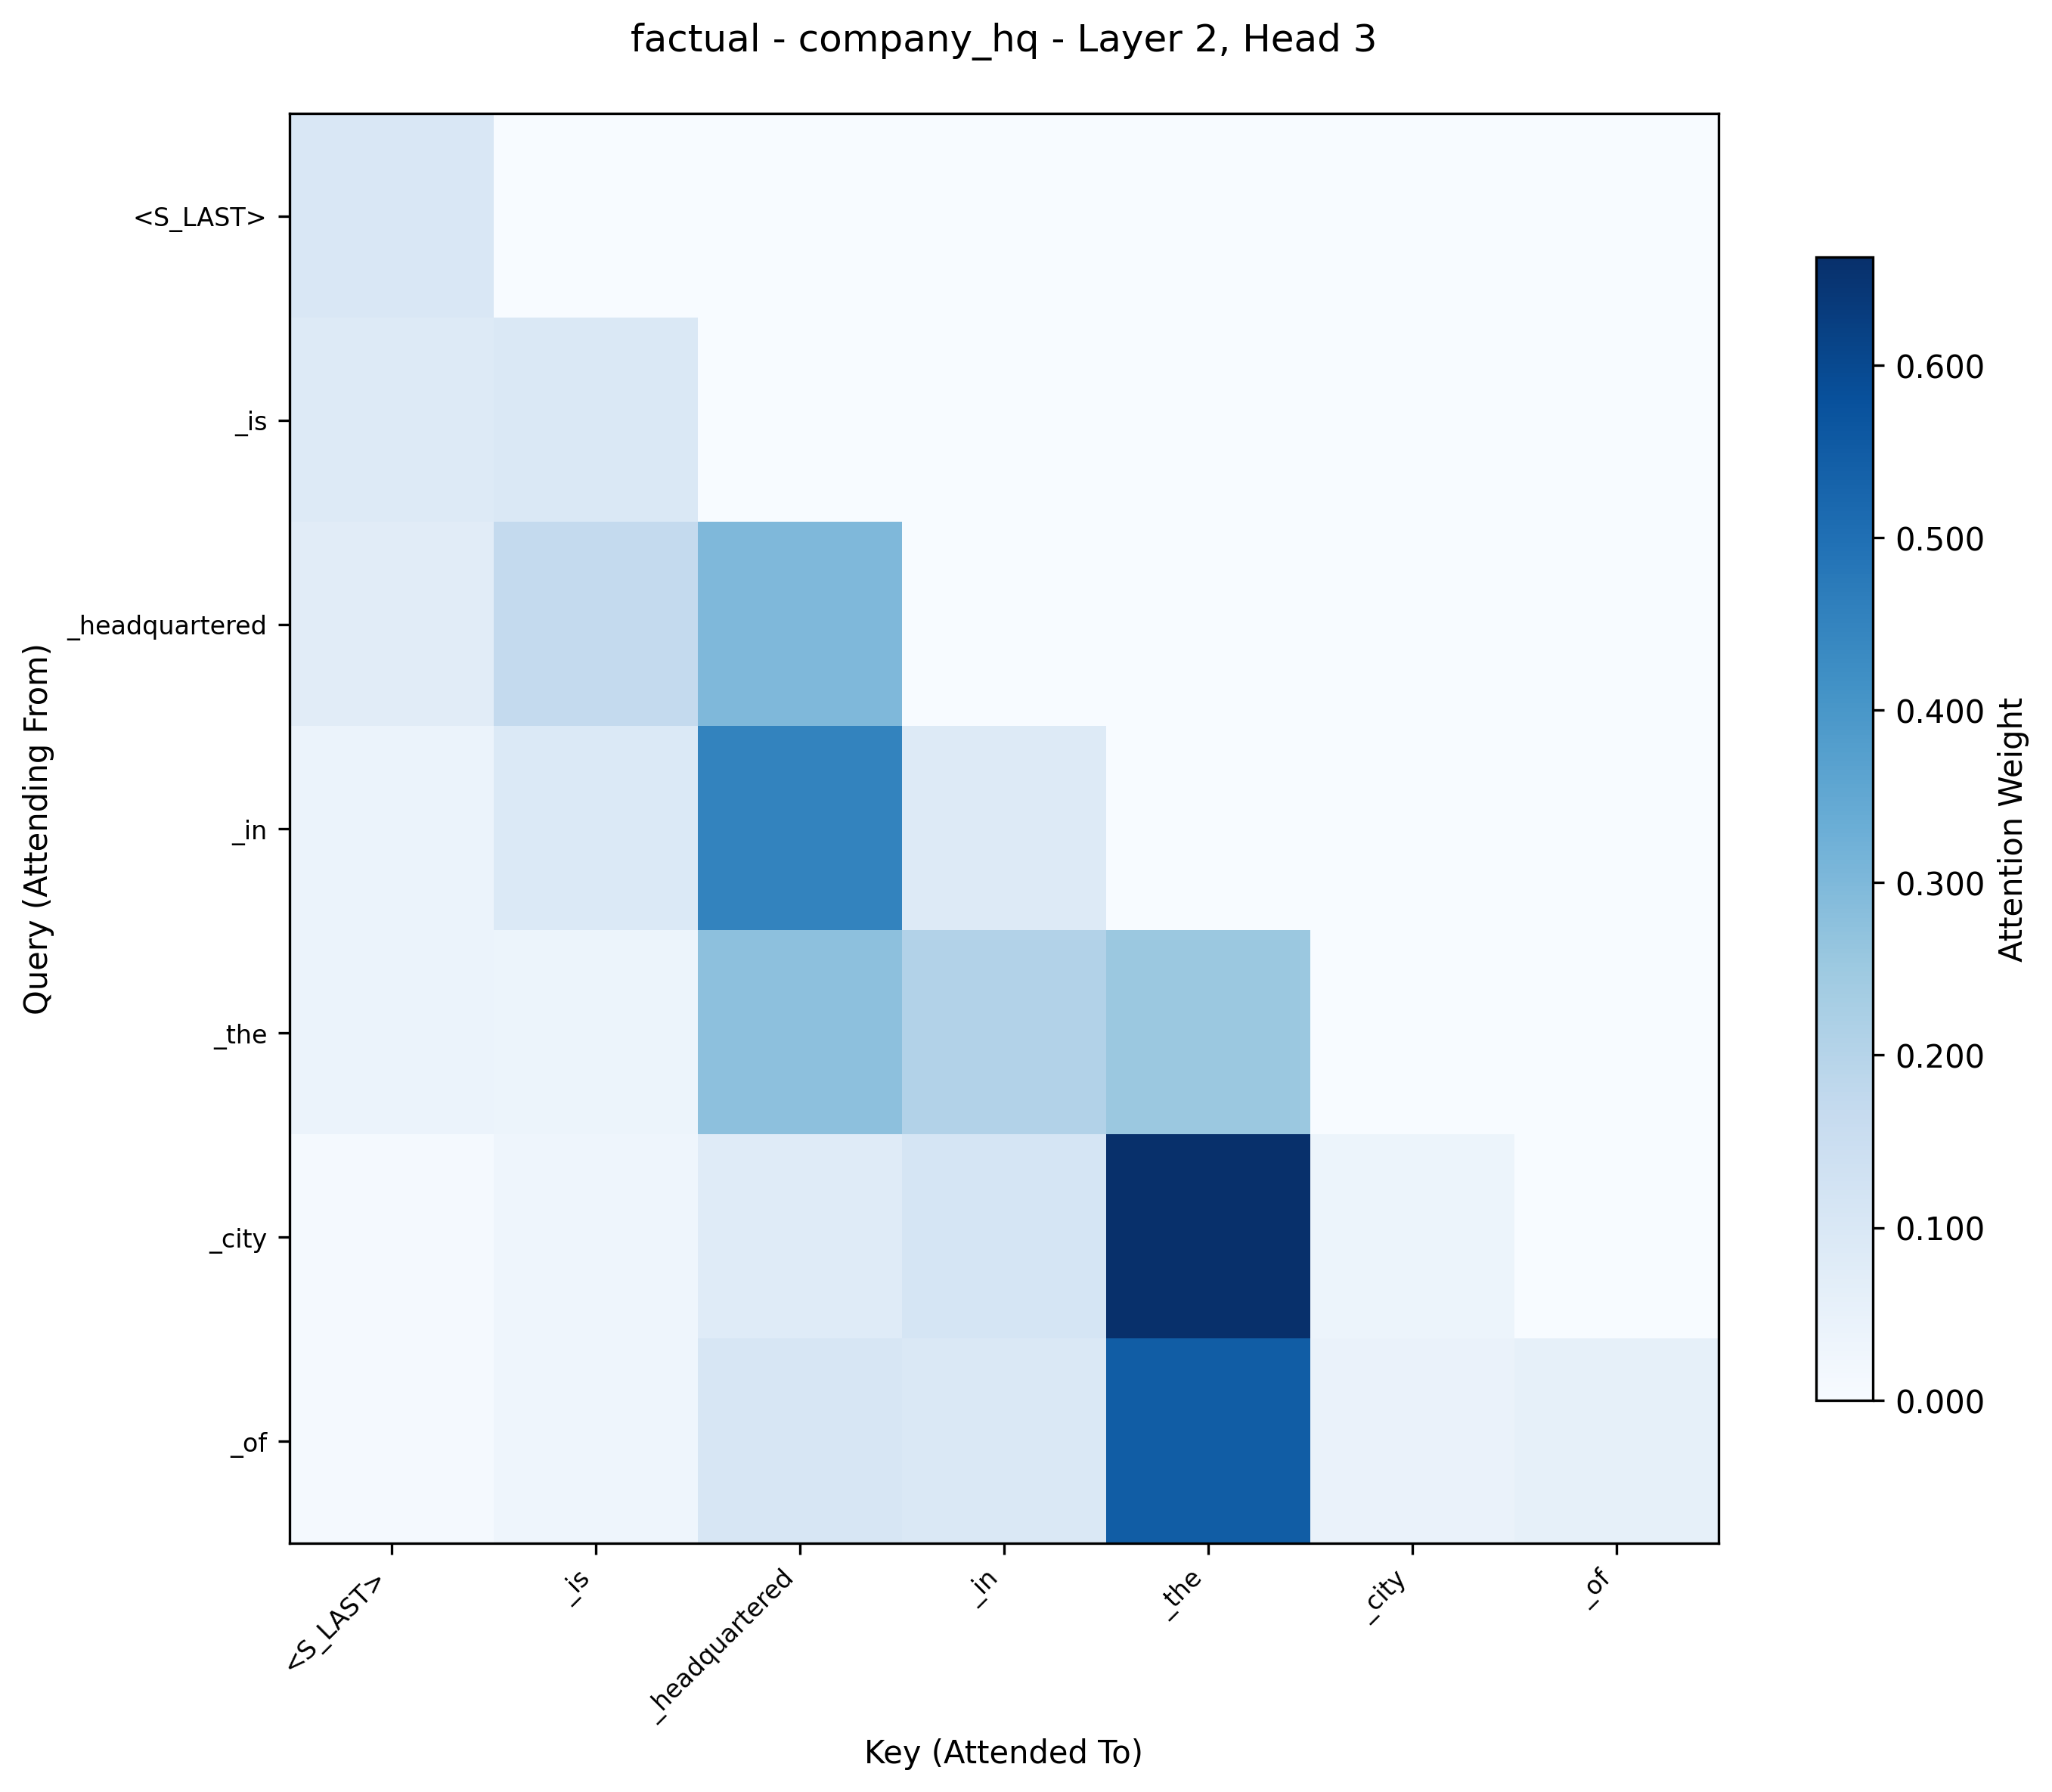 factual - company_hq - Layer 2, Head 3
Query (Attending From)
<S_LAST>
_is
_headquartered
_in
_the
_city
_of
<S_LAST>
_is
_headquartered
_in
_the
_city
_of
Key (Attended To)
0.600
0.500
0.400
0.300
0.200
0.100
0.000
Attention Weight